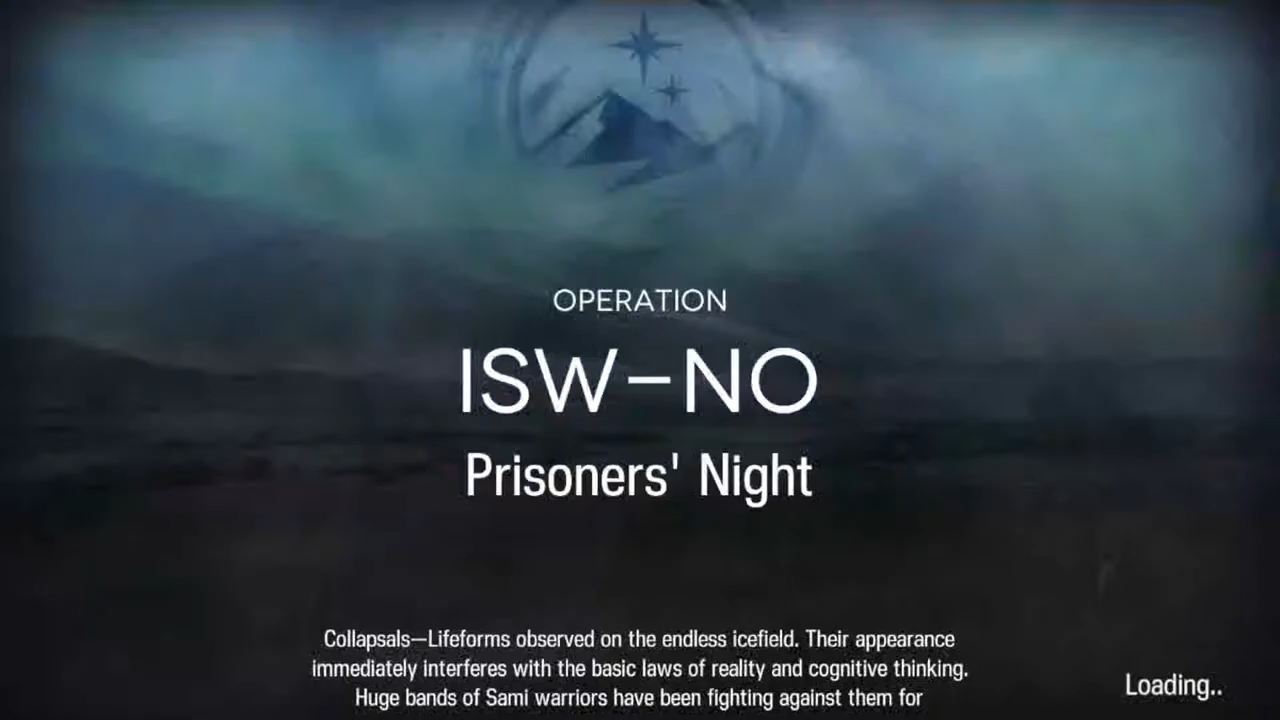 OPERATION
ISW-NO
Prisoners' Night
Collapsals—Lifeforms observed on the endless icefield. Their appearance
immediately interferes with the basic laws of reality and cognitive thinking.
Huge bands of Sami warriors have been fighting against them for
Loading..